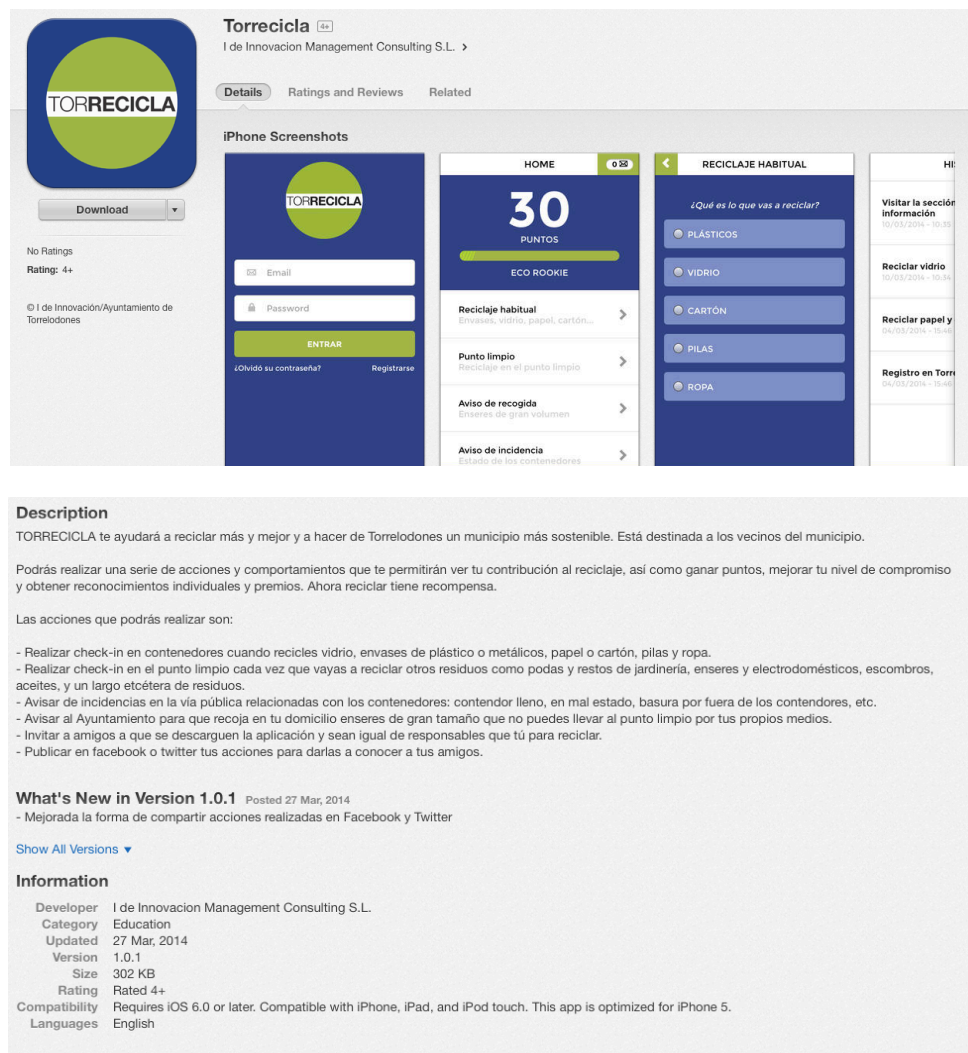 Torrecicla 4+
I de Innovacion Management Consulting S.L. >
Details Ratings and Reviews Related
TORRECICLA
Download
No Ratings
Rating: 4+
© I de Innovación/Ayuntamiento de
Torrelodones
iPhone Screenshots
TORRECICLA
Email
Password
ENTRAR
¿Olvidó su contraseña? Registrarse
HOME 0
30
PUNTOS
ECO ROOKIE
Reciclaje habitual
Envases, vidrio, papel, cartón...
Punto limpio
Reciclaje en el punto limpio
Aviso de recogida
Enseres de gran volumen
Aviso de incidencia
Estado de los contenedores
RECICLAJE HABITUAL
¿Qué es lo que vas a reciclar?
PLÁSTICOS
VIDRIO
CARTÓN
PILAS
ROPA
Visitar la sección
información
10/03/2014 - 10:35
Reciclar vidrio
10/03/2014 - 10:34
Reciclar papel y
04/03/2014 - 15:46
Registro en Torre
04/03/2014 - 15:46
Description
TORRECICLA te ayudará a reciclar más y mejor y a hacer de Torrelodones un municipio más sostenible. Está destinada a los vecinos del municipio.
Podrás realizar una serie de acciones y comportamientos que te permitirán ver tu contribución al reciclaje, así como ganar puntos, mejorar tu nivel de compromiso
y obtener reconocimientos individuales y premios. Ahora reciclar tiene recompensa.
Las acciones que podrás realizar son:
- Realizar check-in en contenedores cuando recicles vidrio, envases de plástico o metálicos, papel o cartón, pilas y ropa.
- Realizar check-in en el punto limpio cada vez que vayas a reciclar otros residuos como podas y restos de jardinería, enseres y electrodomésticos, escombros,
aceites, y un largo etcétera de residuos.
- Avisar de incidencias en la vía pública relacionadas con los contenedores: contendor lleno, en mal estado, basura por fuera de los contendores, etc.
- Avisar al Ayuntamiento para que recoja en tu domicilio enseres de gran tamaño que no puedes llevar al punto limpio por tus propios medios.
- Invitar a amigos a que se descarguen la aplicación y sean igual de responsables que tú para reciclar.
- Publicar en facebook o twitter tus acciones para darlas a conocer a tus amigos.
What's New in Version 1.0.1 Posted 27 Mar, 2014
- Mejorada la forma de compartir acciones realizadas en Facebook y Twitter
Show All Versions ▼
Information
Developer I de Innovacion Management Consulting S.L.
Category Education
Updated 27 Mar, 2014
Version 1.0.1
Size 302 KB
Rating Rated 4+
Compatibility Requires iOS 6.0 or later. Compatible with iPhone, iPad, and iPod touch. This app is optimized for iPhone 5.
Languages English